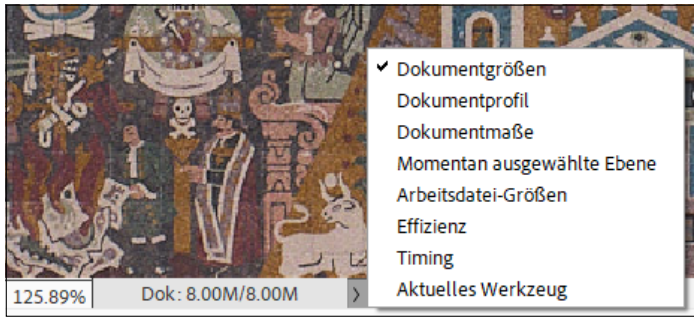 Dokumentgrößen
Dokumentprofil
Dokumentmaße
Momentan ausgewählte Ebene
Arbeitsdatei-Größen
Effizienz
Timing
Aktuelles Werkzeug
125.89% Dok: 8.00M/8.00M